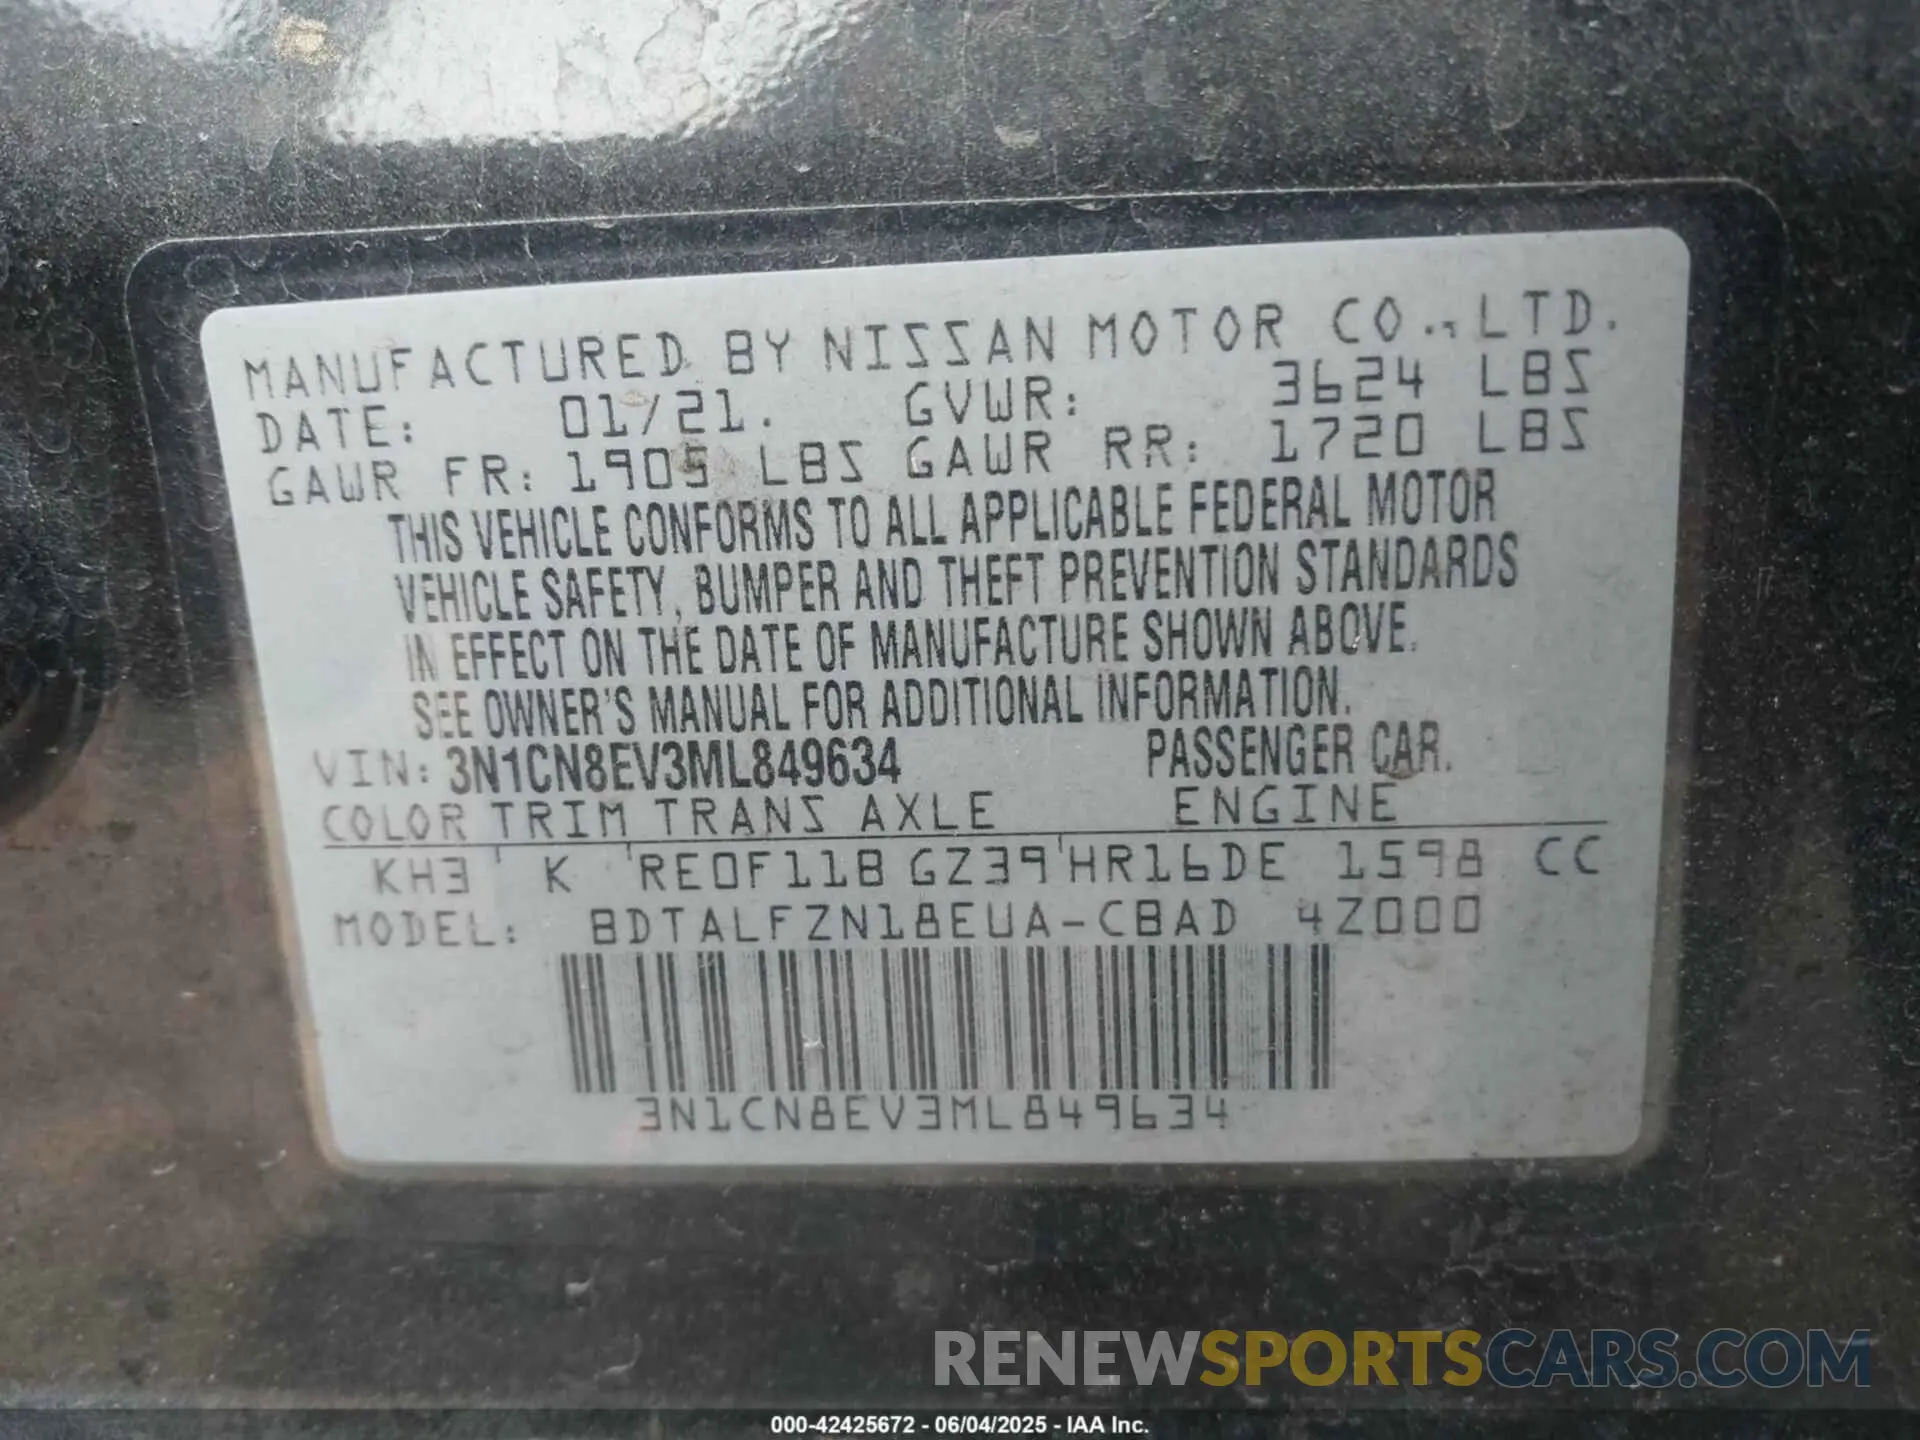 MANUFACTURED BY NISSAN MOTOR CO., LTD.
DATE: 01/21. GVWR: 3624 LBS
GAWR FR: 1905 LBS GAWR RR: 1720 LBS
THIS VEHICLE CONFORMS TO ALL APPLICABLE FEDERAL MOTOR
VEHICLE SAFETY, BUMPER AND THEFT PREVENTION STANDARDS
IN EFFECT ON THE DATE OF MANUFACTURE SHOWN ABOVE.
SEE OWNER'S MANUAL FOR ADDITIONAL INFORMATION.
VIN: 3N1CN8EV3ML849634 PASSENGER CAR.
COLOR TRIM TRANS AXLE ENGINE
KH3 ' K ' RE0F11B GZ39 ' HR16DE 1598 CC
MODEL: BDTALFZN18EUA-CBAD 4Z000
3N1CN8EV3ML849634
RENEWSPORTSCARS.COM
000-42425672 - 06/04/2025 - IAA Inc.